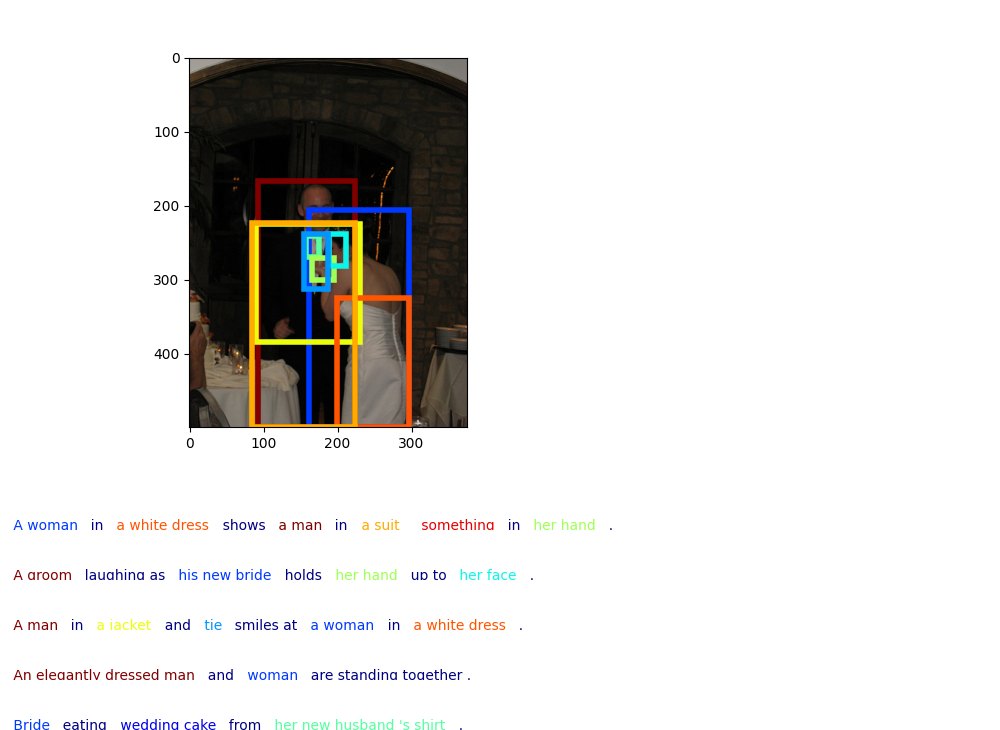 0
100
200
300
400
0 100 200 300
A woman in a white dress shows a man in a suit something in her hand .
A groom laughing as his new bride holds her hand up to her face .
A man in a jacket and tie smiles at a woman in a white dress .
An elegantly dressed man and woman are standing together .
Bride eating wedding cake from her new husband 's shirt .